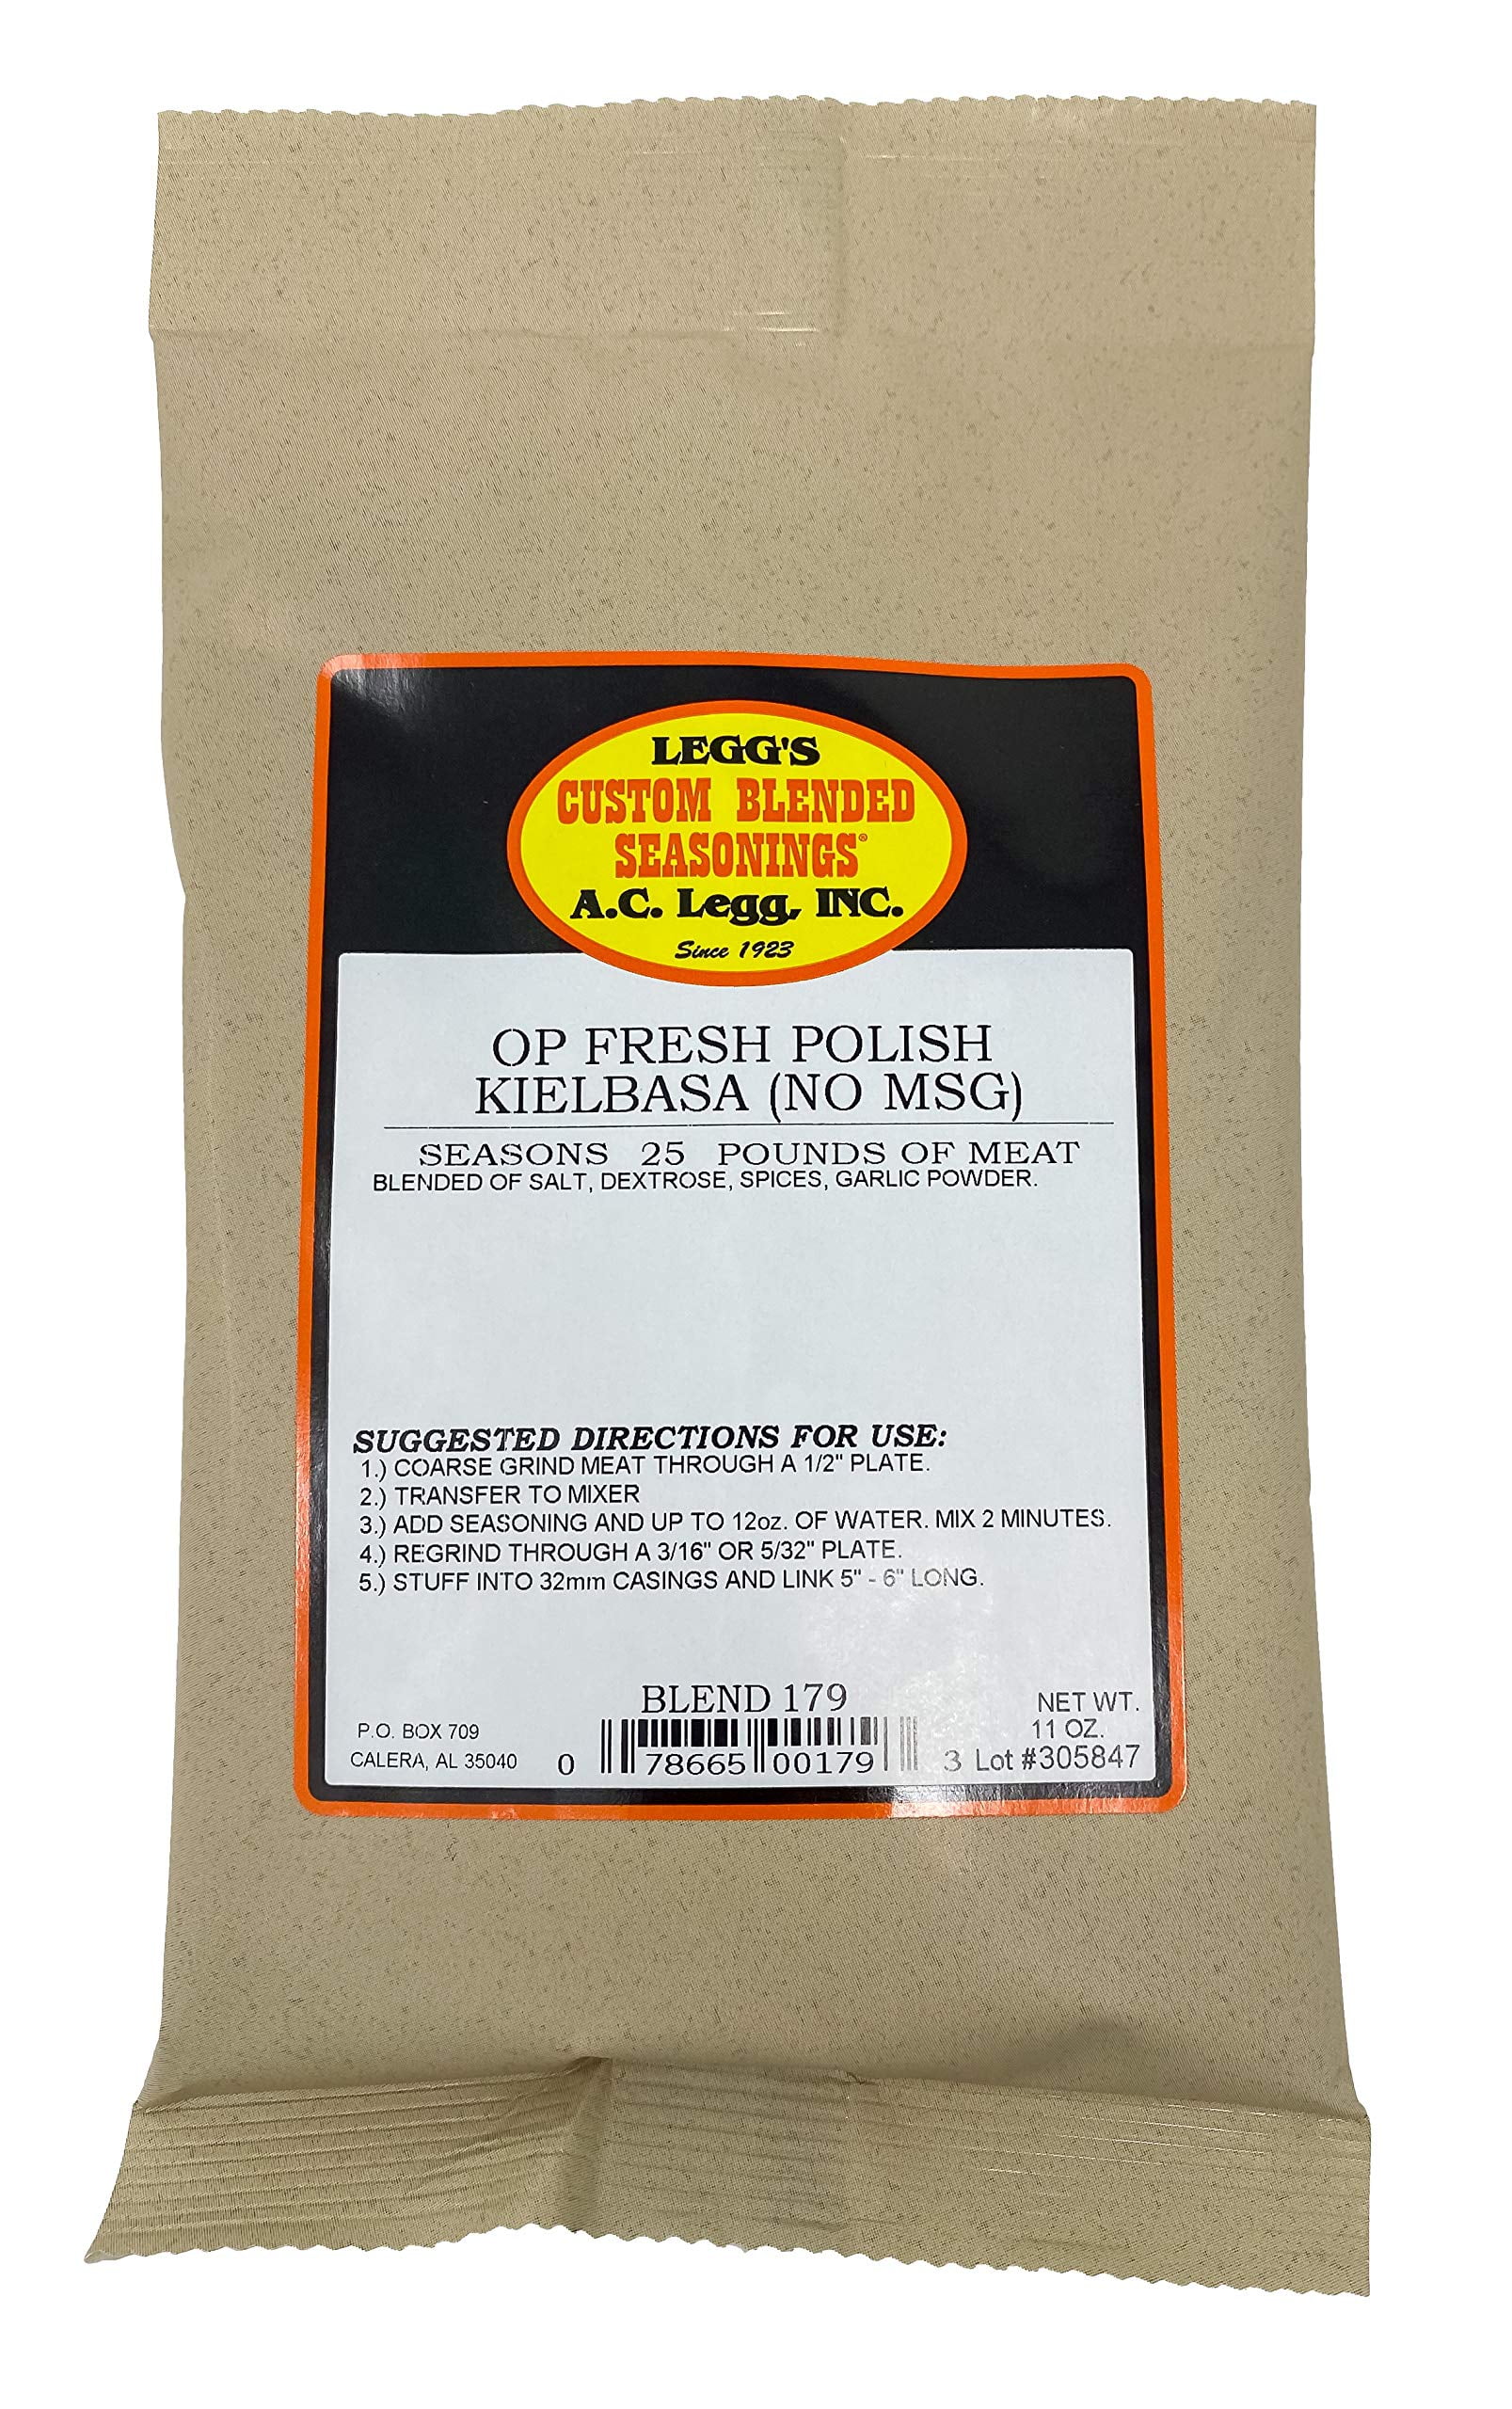 LEGG'S
CUSTOM BLENDED
SEASONINGS®
A.C. Legg, INC.
Since 1923
OP FRESH POLISH
KIELBASA (NO MSG)
SEASONS 25 POUNDS OF MEAT
BLENDED OF SALT, DEXTROSE, SPICES, GARLIC POWDER.
SUGGESTED DIRECTIONS FOR USE:
1.) COARSE GRIND MEAT THROUGH A 1/2" PLATE.
2.) TRANSFER TO MIXER
3.) ADD SEASONING AND UP TO 12oz. OF WATER. MIX 2 MINUTES.
4.) REGRIND THROUGH A 3/16" OR 5/32" PLATE.
5.) STUFF INTO 32mm CASINGS AND LINK 5" - 6" LONG.
BLEND 179
P.O. BOX 709
CALERA, AL 35040
0 78665 00179 3
NET WT.
11 OZ.
Lot #305847